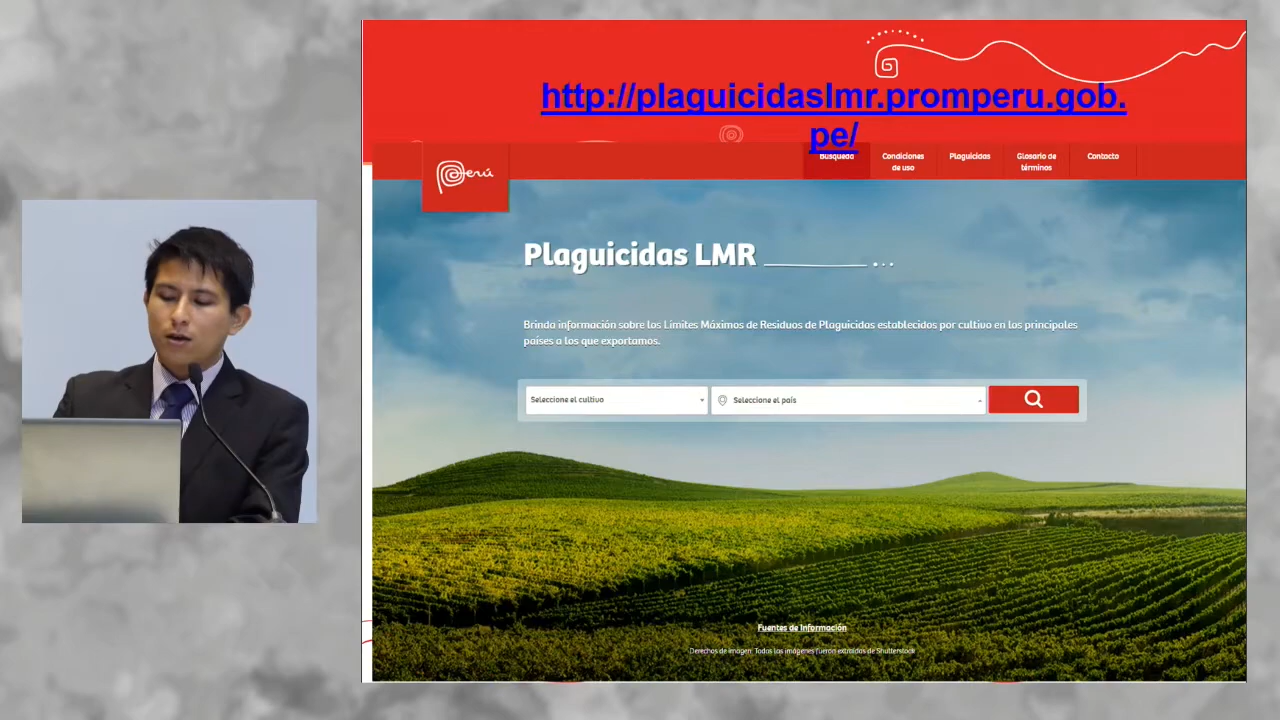 http://plaguicidaslmr.promperu.gob.
pe/
Perú
Búsqueda
Condiciones
de uso
Plaguicidas
Glosario de
términos
Contacto
Plaguicidas LMR
Brinda información sobre los Límites Máximos de Residuos de Plaguicidas establecidos por cultivo en los principales
países a los que exportamos.
Seleccione el cultivo
Seleccione el país
Fuentes de Información
Derechos de imagen: Todas las imágenes fueron extraídas de Shutterstock